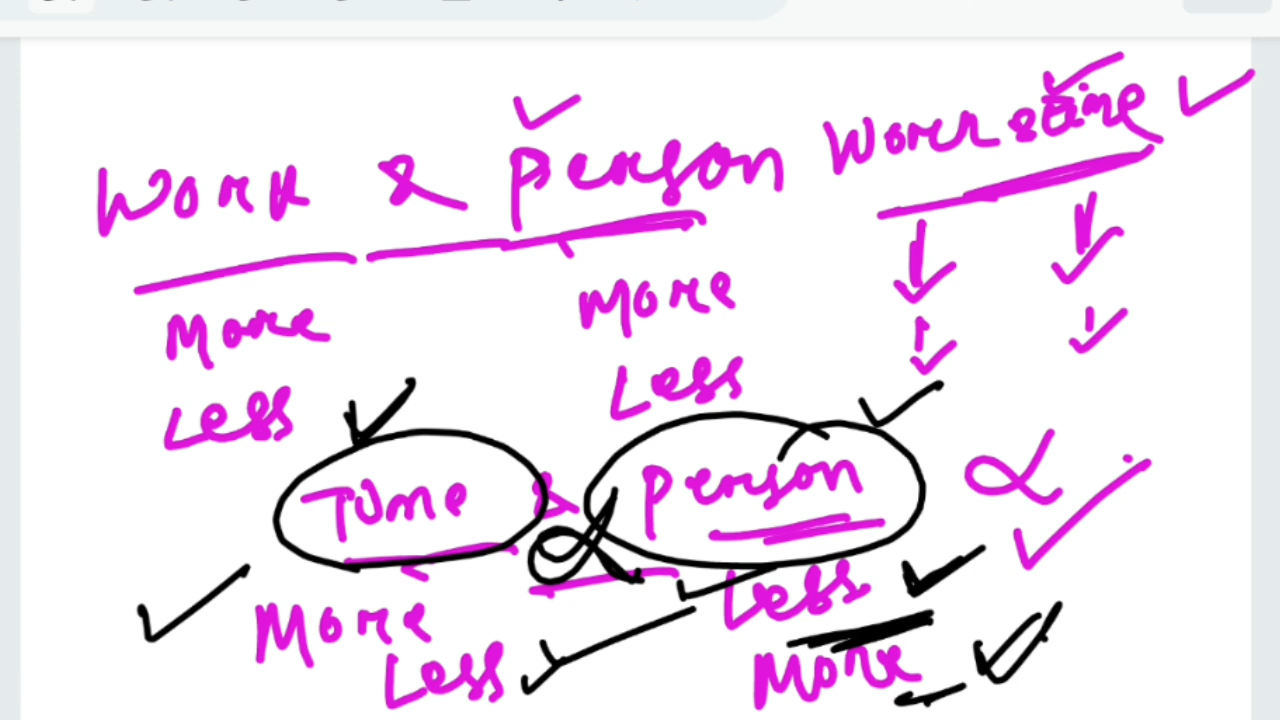 Work & Person Work & time
More More
Less Less
Time & Person α
α
More Less
Less More